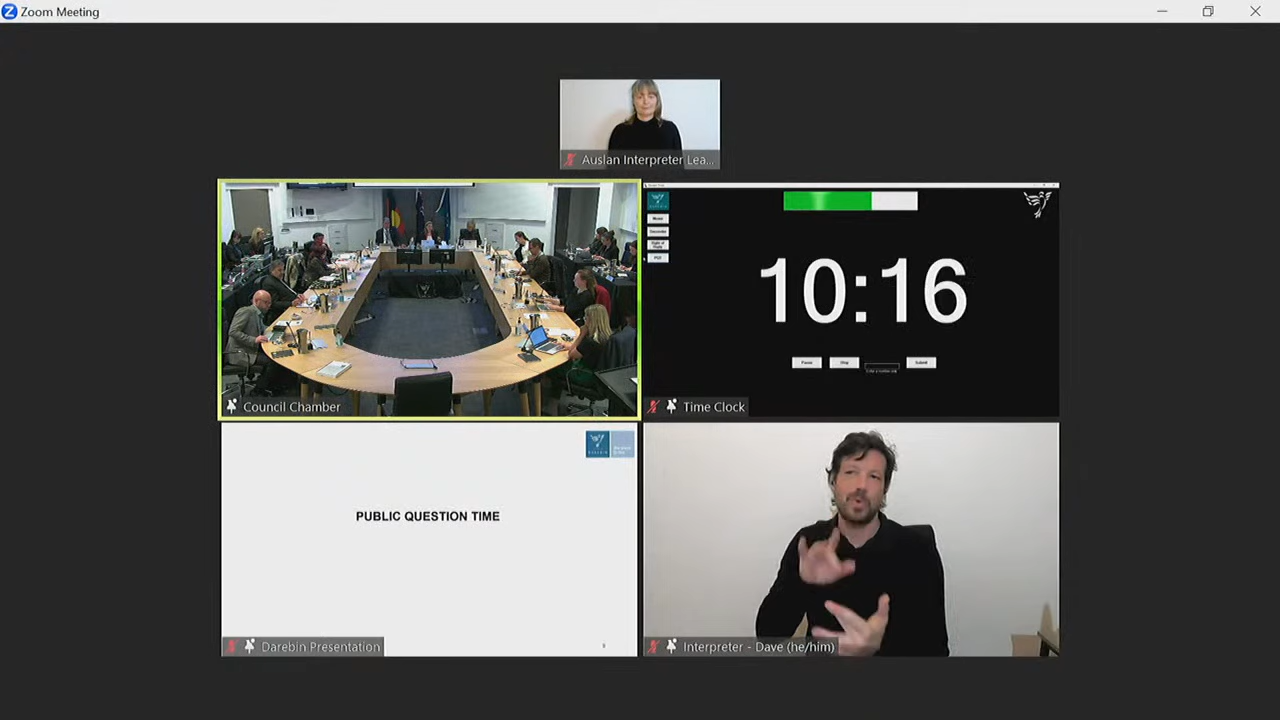 Zoom Meeting
Auslan Interpreter Lea...
Council Chamber
10:16
Time Clock
PUBLIC QUESTION TIME
Darebin Presentation
Interpreter - Dave (he/him)